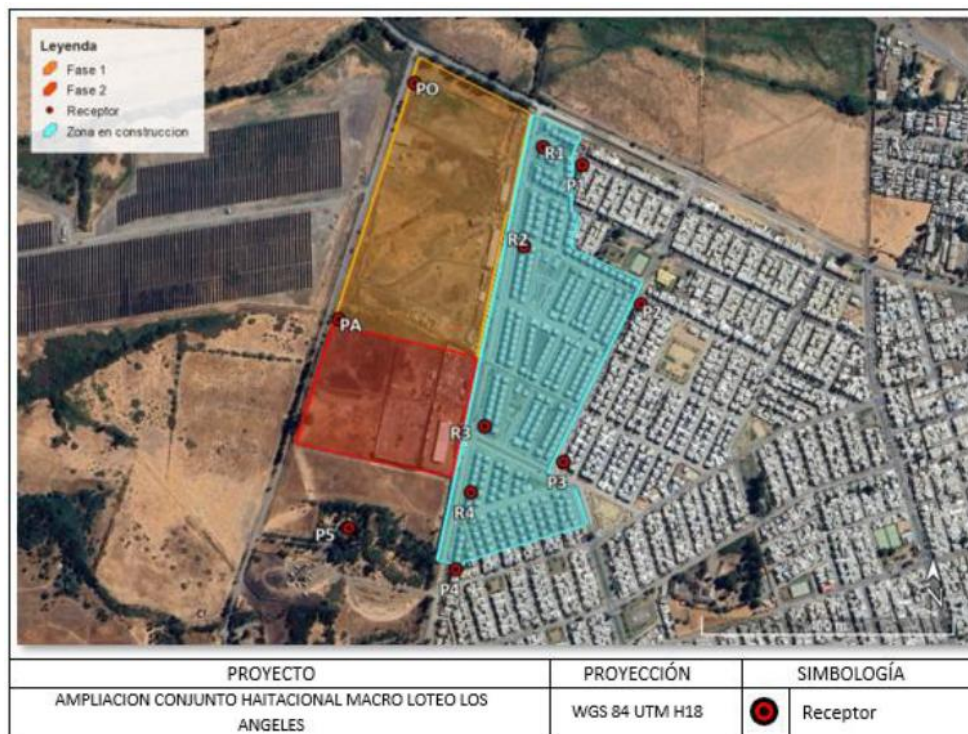 Leyenda
Fase 1
Fase 2
Receptor
Zona en construccion
PO
R1
P1
R2
P2
PA
R3
P3
R4
P5
P4
N
PROYECTO
PROYECCIÓN
SIMBOLOGÍA
AMPLIACION CONJUNTO HAITACIONAL MACRO LOTEO LOS
ANGELES
WGS 84 UTM H18
Receptor